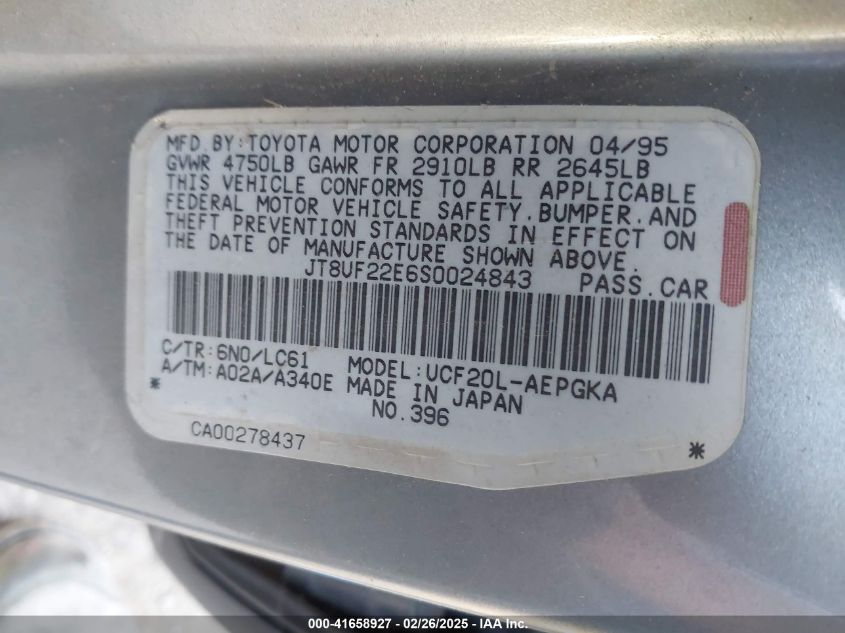 MFD.BY:TOYOTA MOTOR CORPORATION 04/95
GVWR 4750LB GAWR FR 2910LB RR 2645LB
THIS VEHICLE CONFORMS TO ALL APPLICABLE
FEDERAL MOTOR VEHICLE SAFETY.BUMPER.AND
THEFT PREVENTION STANDARDS IN EFFECT ON
THE DATE OF MANUFACTURE SHOWN ABOVE.
JT8UF22E6S0024843 PASS.CAR
C/TR:6N0/LC61 MODEL:UCF20L-AEPGKA
A/TM:A02A/A340E MADE IN JAPAN
* NO.396
CA00278437 *
000-41658927 / 02/26/2025 - IAA Inc.